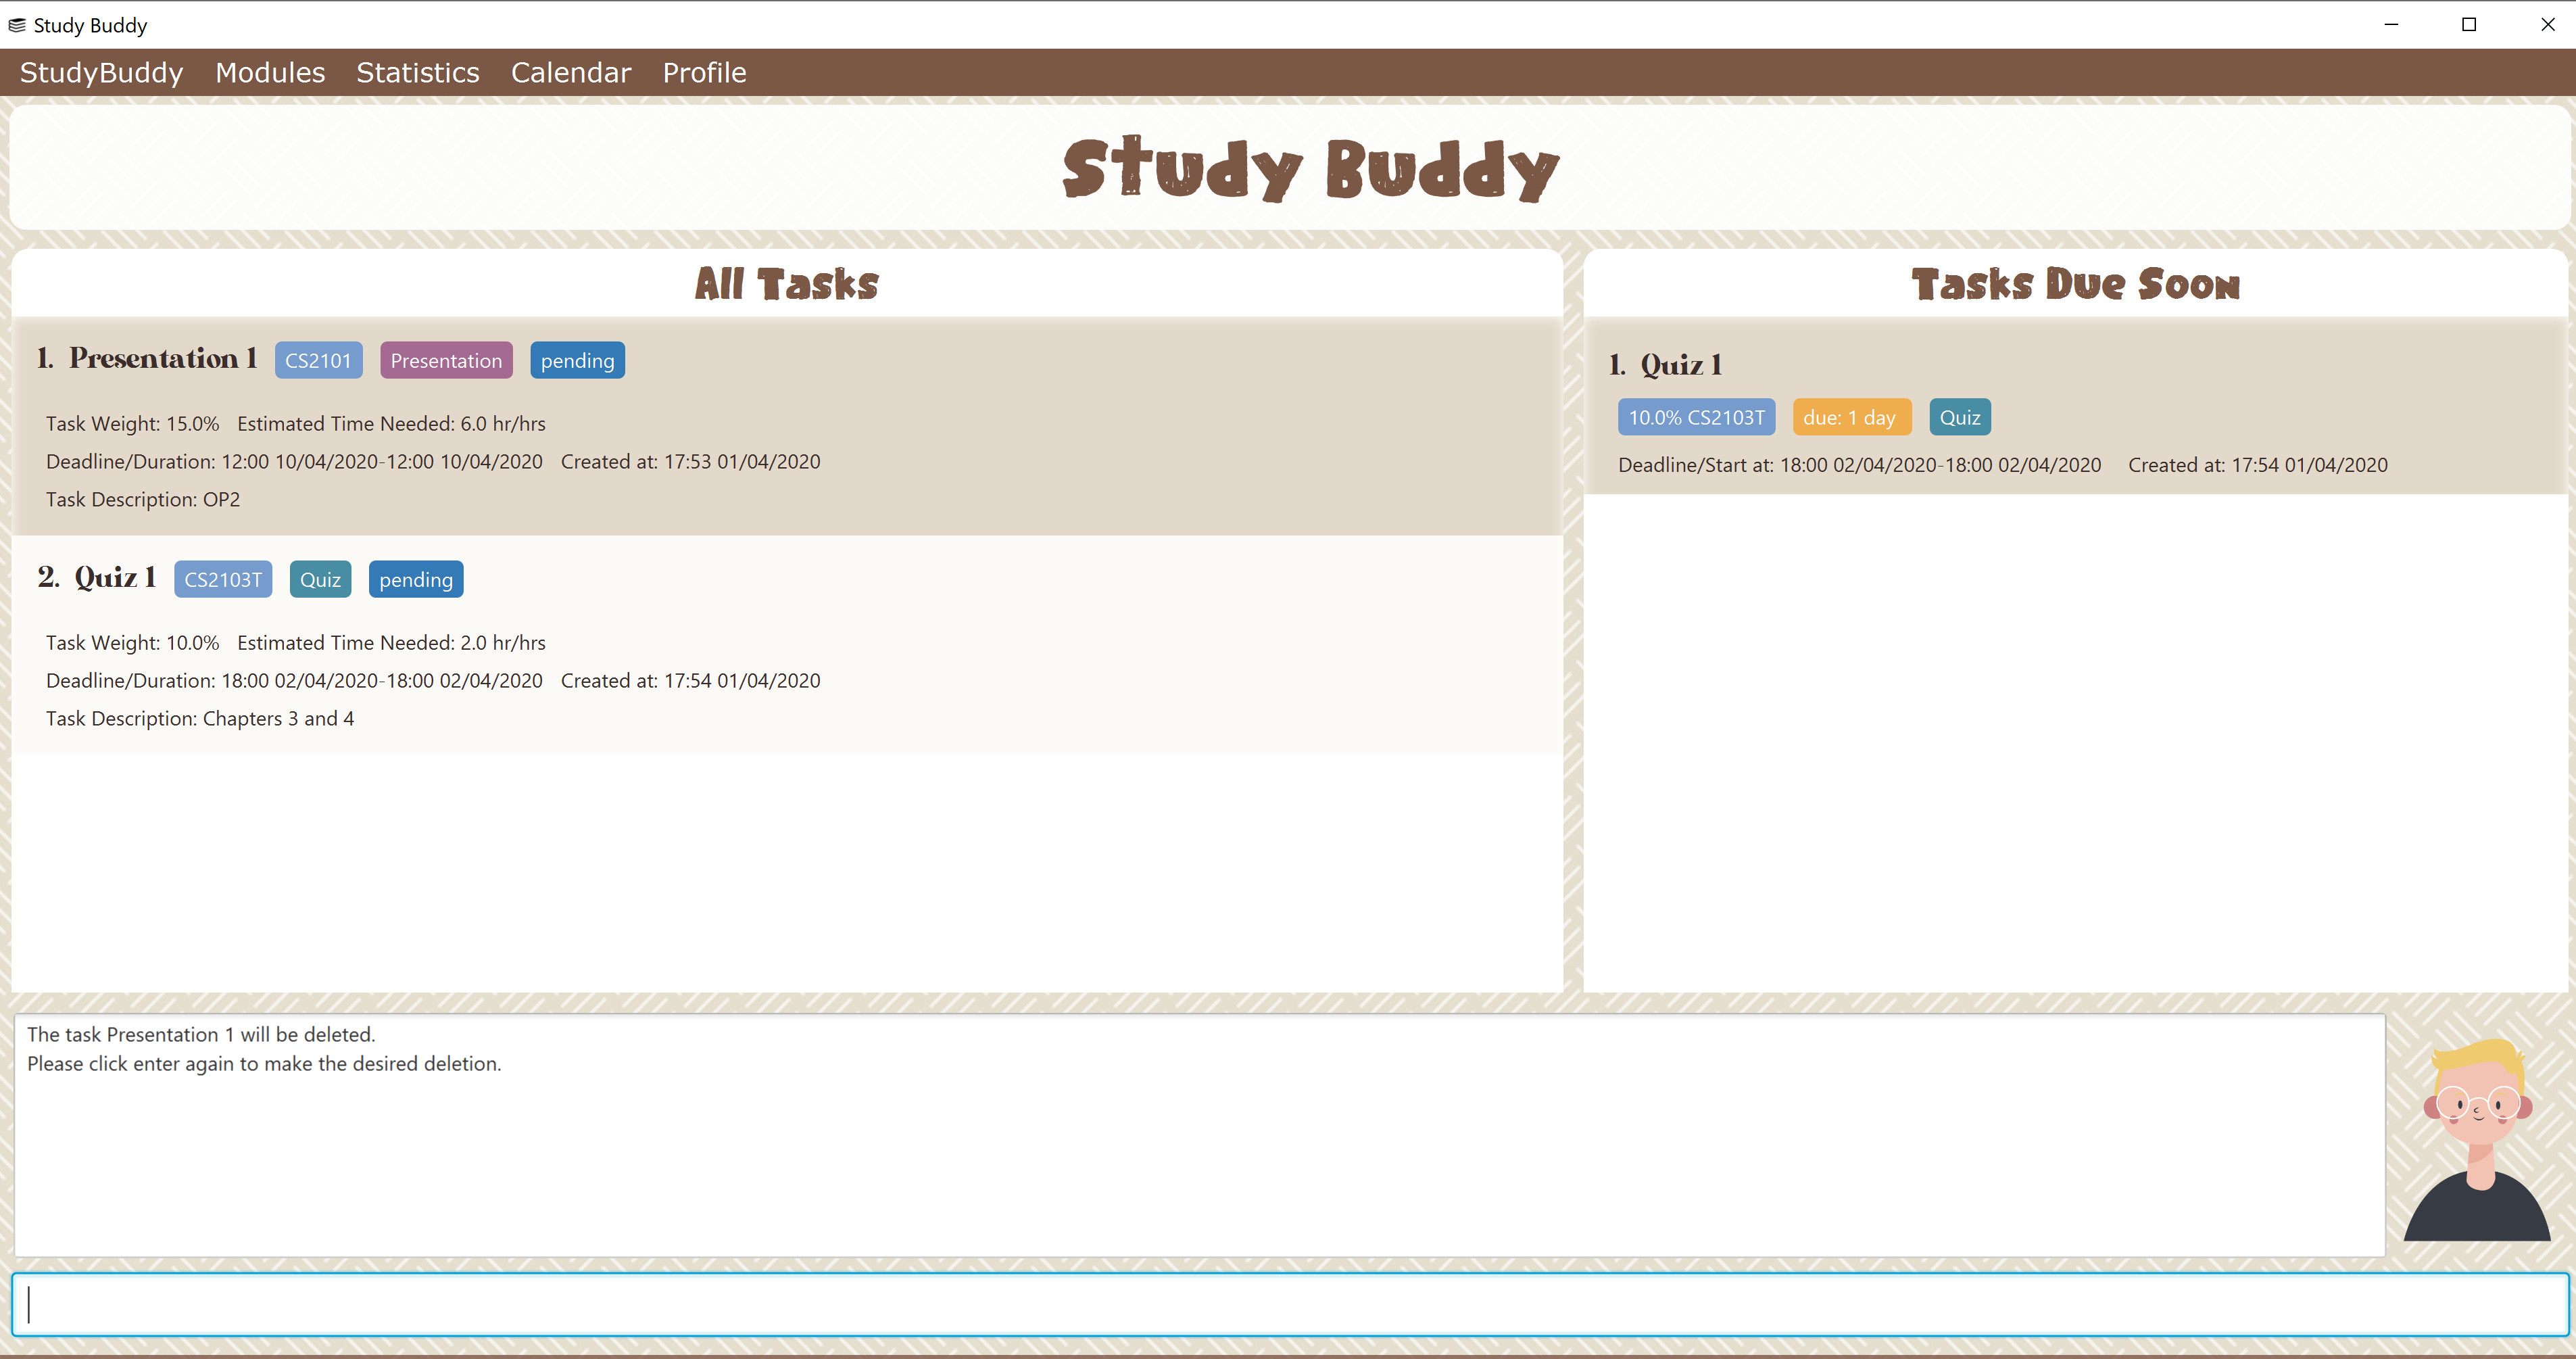 Study Buddy
StudyBuddy Modules Statistics Calendar Profile
Study Buddy
All Tasks
1. Presentation 1 CS2101 Presentation pending
Task Weight: 15.0% Estimated Time Needed: 6.0 hr/hrs
Deadline/Duration: 12:00 10/04/2020-12:00 10/04/2020 Created at: 17:53 01/04/2020
Task Description: OP2
2. Quiz 1 CS2103T Quiz pending
Task Weight: 10.0% Estimated Time Needed: 2.0 hr/hrs
Deadline/Duration: 18:00 02/04/2020-18:00 02/04/2020 Created at: 17:54 01/04/2020
Task Description: Chapters 3 and 4
Tasks Due Soon
1. Quiz 1
10.0% CS2103T due: 1 day Quiz
Deadline/Start at: 18:00 02/04/2020-18:00 02/04/2020 Created at: 17:54 01/04/2020
The task Presentation 1 will be deleted.
Please click enter again to make the desired deletion.